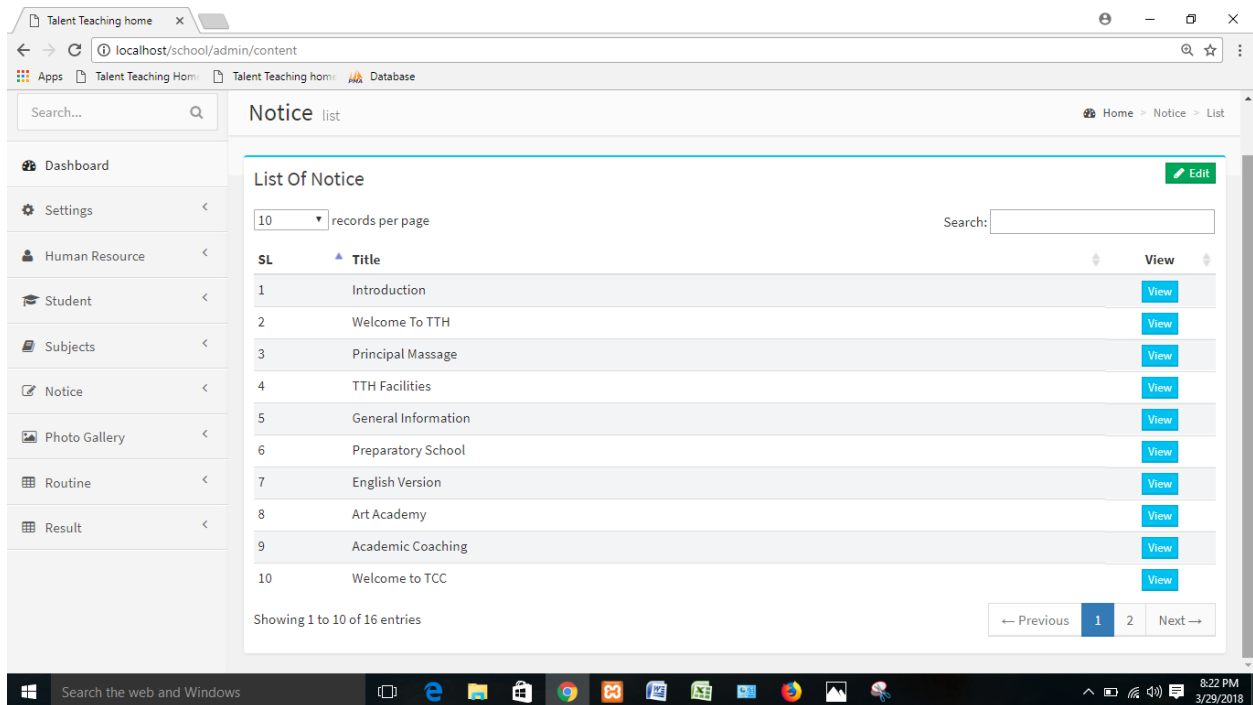 Talent Teaching home
localhost/school/admin/content
Apps Talent Teaching Home Talent Teaching home Database
Search...
Notice list
Home > Notice > List
Dashboard
Settings
Human Resource
Student
Subjects
Notice
Photo Gallery
Routine
Result
List Of Notice
Edit
10 records per page
Search:
SL Title View
1 Introduction View
2 Welcome To TTH View
3 Principal Massage View
4 TTH Facilities View
5 General Information View
6 Preparatory School View
7 English Version View
8 Art Academy View
9 Academic Coaching View
10 Welcome to TCC View
Showing 1 to 10 of 16 entries
← Previous 1 2 Next →
Search the web and Windows
8:22 PM
3/29/2018